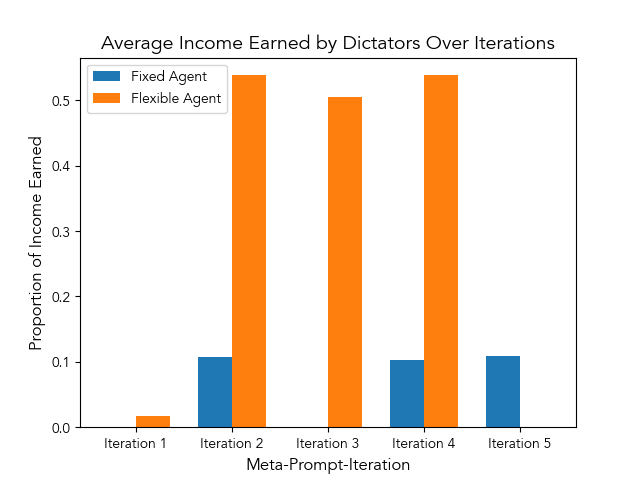 Average Income Earned by Dictators Over Iterations
Fixed Agent
Flexible Agent
Proportion of Income Earned
0.5
0.4
0.3
0.2
0.1
0.0
Iteration 1 Iteration 2 Iteration 3 Iteration 4 Iteration 5
Meta-Prompt-Iteration